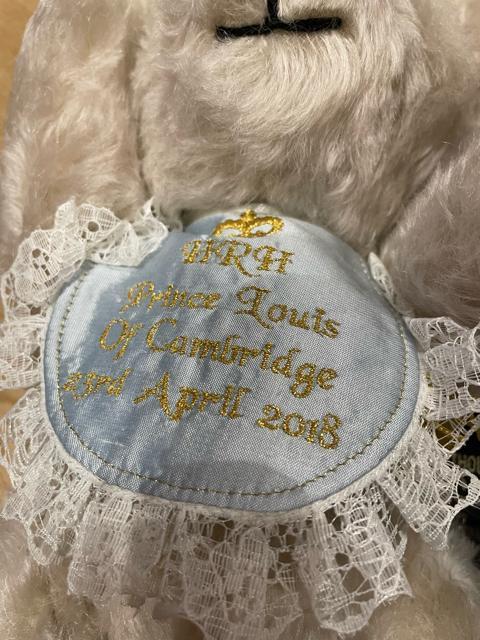 HRH
Prince Louis
Of Cambridge
23rd April 2018